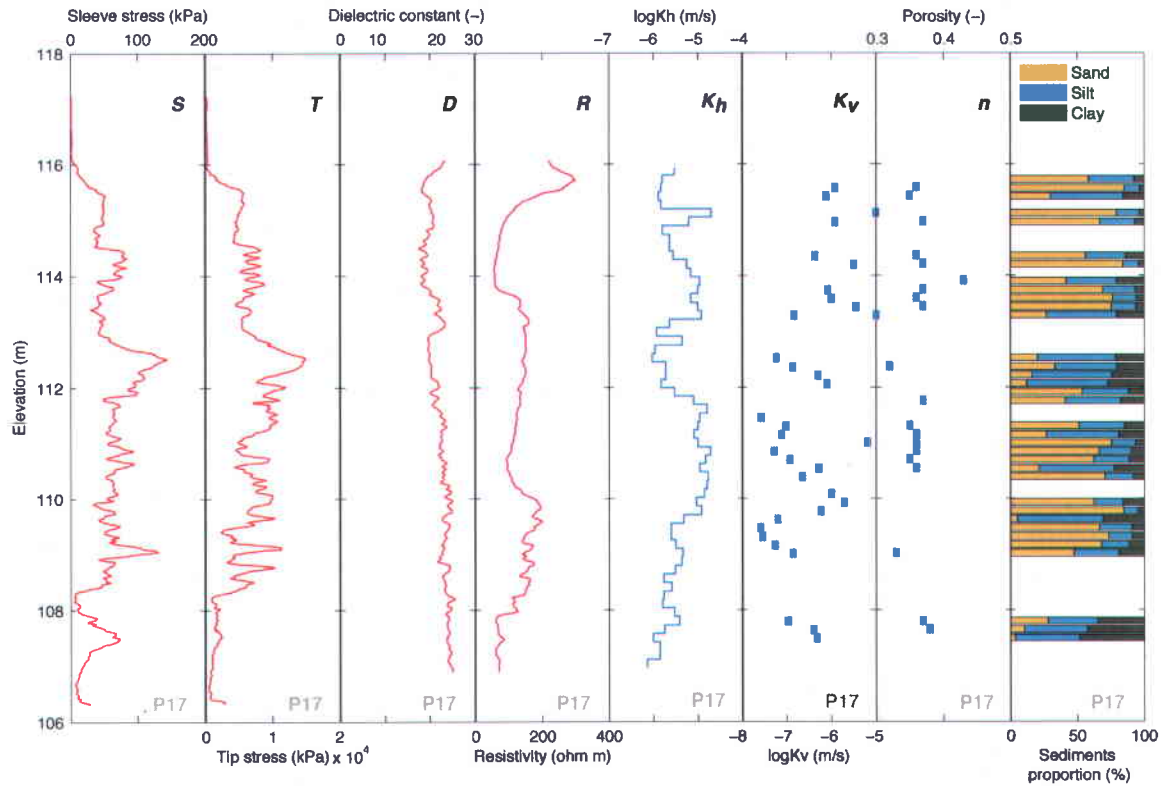 Sleeve stress (kPa) Dielectric constant (–) logKh (m/s) Porosity (–)
0 100 200 0 10 20 30 –7 –6 –5 –4 0.3 0.4 0.5
118
116
114
112
110
108
106
Elevation (m)
S T D R Kh Kv n
Sand
Silt
Clay
P17 P17 P17 P17 P17 P17 P17 P17
0 1 2 0 200 400 –8 –7 –6 –5 0 50 100
Tip stress (kPa) x 10^4 Resistivity (ohm m) logKv (m/s) Sediments
proportion (%)